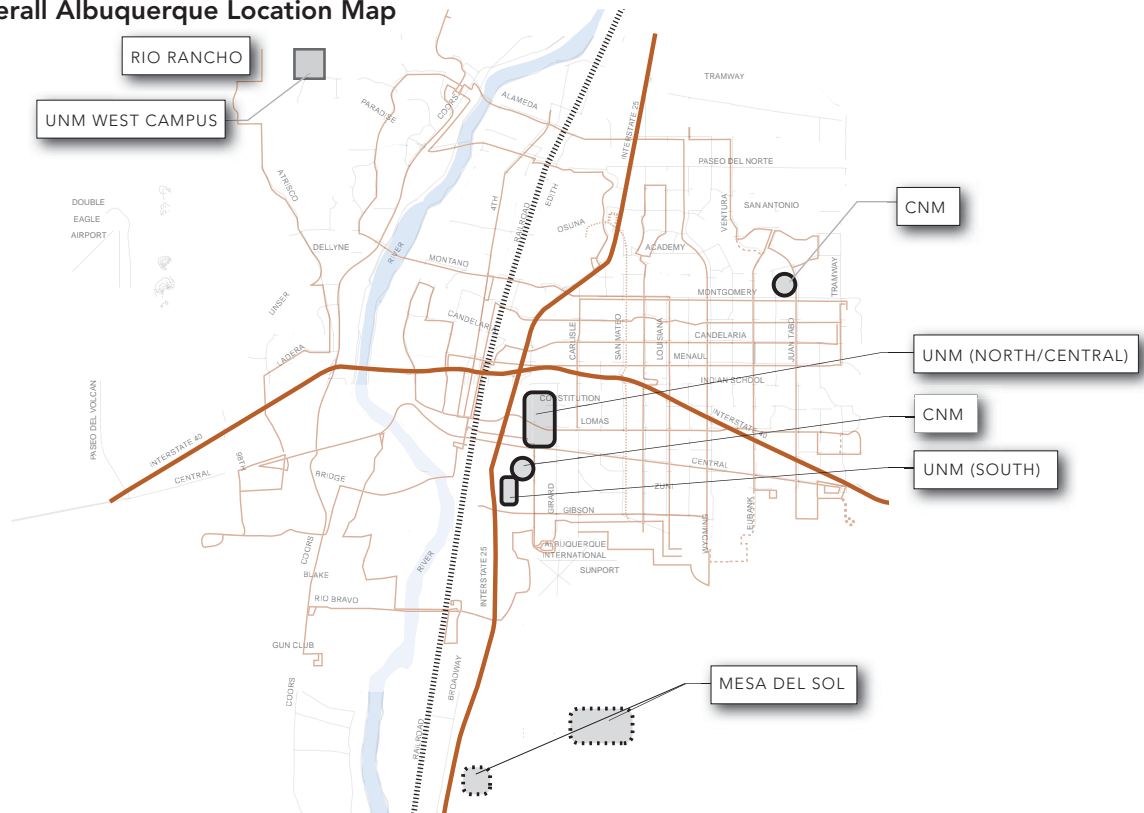 erall Albuquerque Location Map
RIO RANCHO
UNM WEST CAMPUS
TRAMWAY
PARADISE
COORS
ALAMEDA
INTERSTATE 25
PASEO DEL NORTE
ATRISCO
DOUBLE
EAGLE
AIRPORT
4TH
RAILROAD
EDITH
OSUNA
VENTURA
SAN ANTONIO
CNM
DELLYNE
RIVER
MONTANO
ACADEMY
TRAMWAY
MONTGOMERY
UNSER
CANDELARIA
CARLISLE
SAN MATEO
LOUISIANA
CANDELARIA
JUAN TABO
LADERA
MENAUL
UNM (NORTH/CENTRAL)
INDIAN SCHOOL
PASEO DEL VOLCAN
CONSTITUTION
LOMAS
INTERSTATE 40
CNM
INTERSTATE 40
CENTRAL
98TH
BRIDGE
CENTRAL
UNM (SOUTH)
ZUNI
GIRARD
GIBSON
EUBANK
WYOMING
COORS
RIVER
INTERSTATE 25
ALBUQUERQUE
INTERNATIONAL
SUNPORT
BLAKE
RIO BRAVO
GUN CLUB
COORS
BROADWAY
MESA DEL SOL
RAILROAD